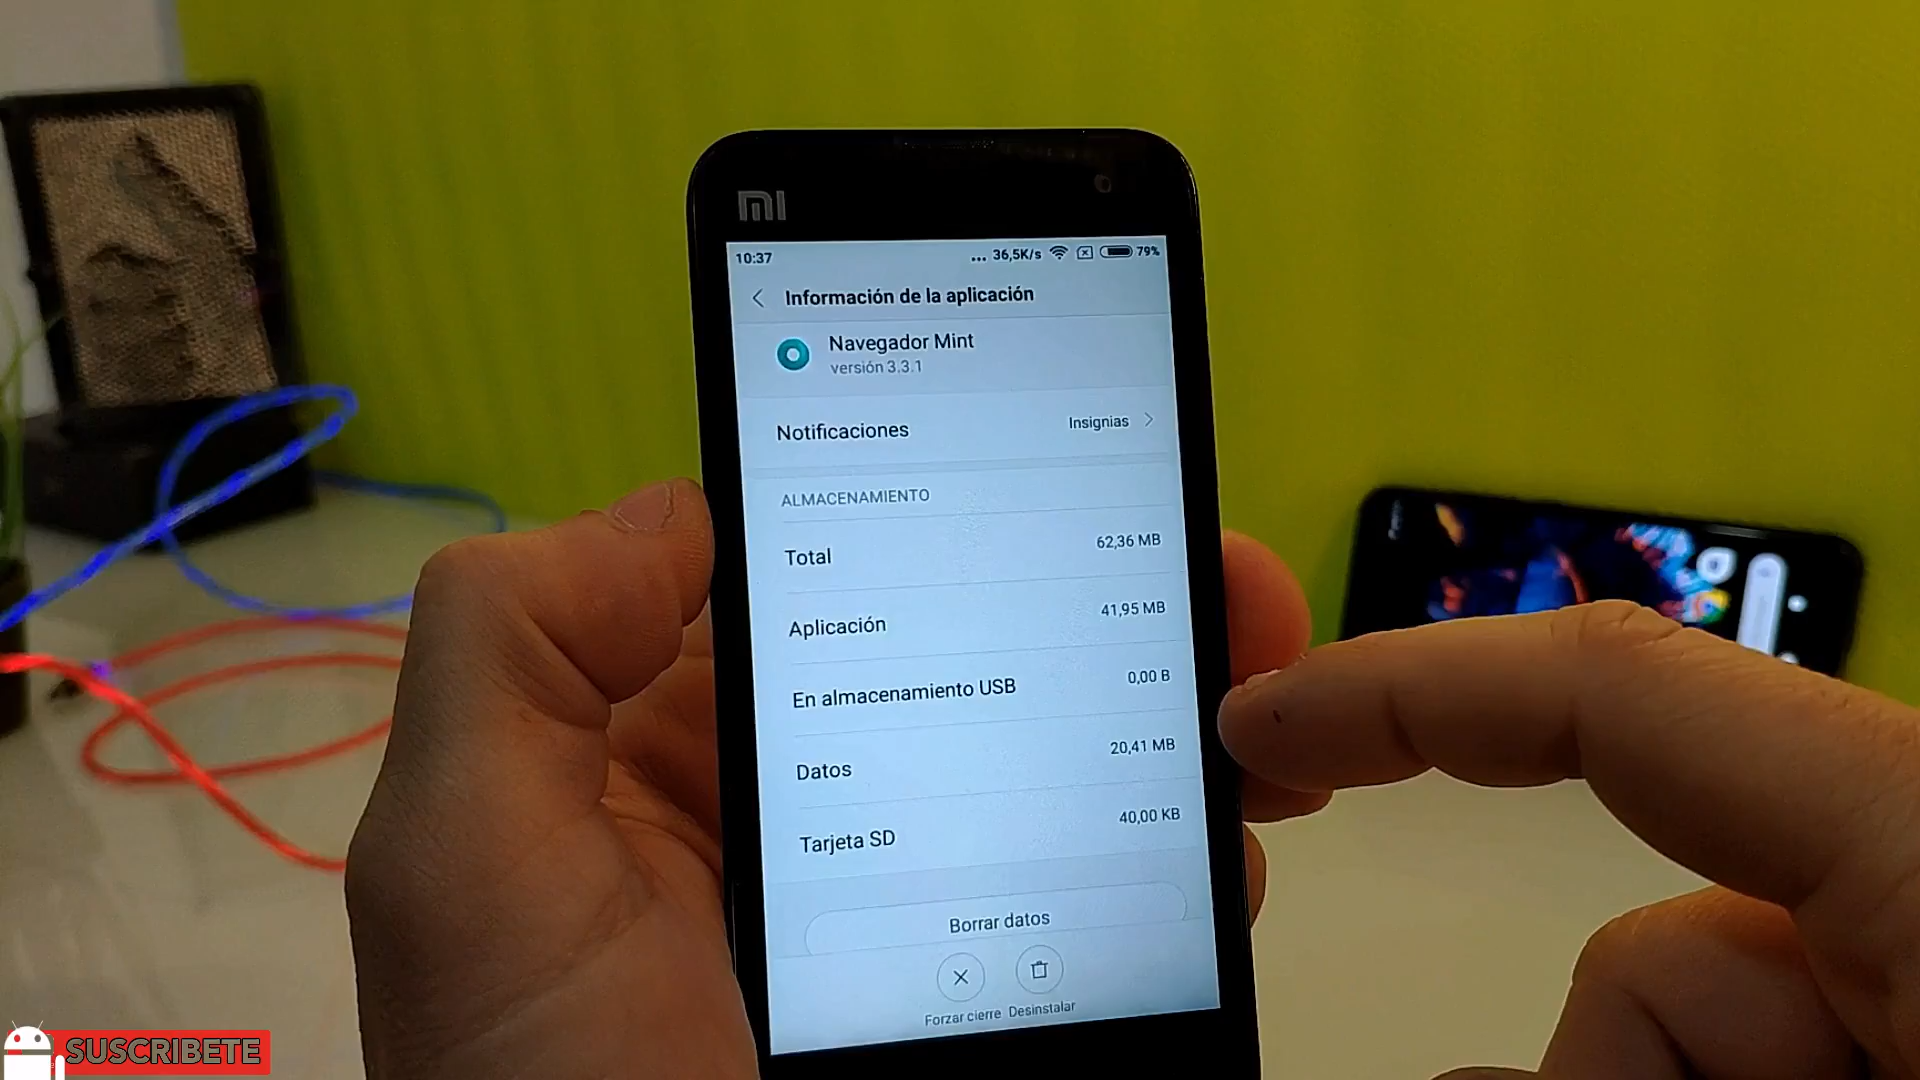 mi
10:37 ... 36,5K/s 79%
Información de la aplicación
Navegador Mint
versión 3.3.1
Notificaciones Insignias
ALMACENAMIENTO
Total 62,36 MB
Aplicación 41,95 MB
En almacenamiento USB 0,00 B
Datos 20,41 MB
Tarjeta SD 40,00 KB
Borrar datos
Forzar cierre Desinstalar
SUSCRIBETE